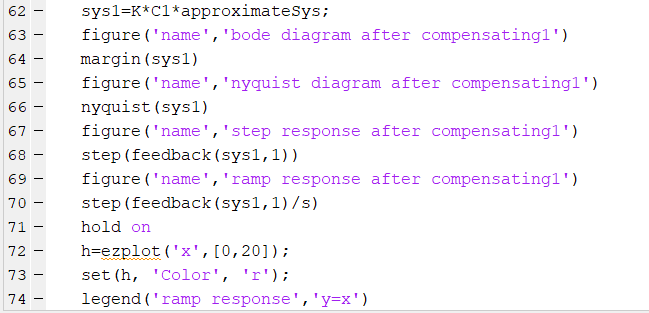 62 – sys1=K*C1*approximateSys;
63 – figure('name','bode diagram after compensating1')
64 – margin(sys1)
65 – figure('name','nyquist diagram after compensating1')
66 – nyquist(sys1)
67 – figure('name','step response after compensating1')
68 – step(feedback(sys1,1))
69 – figure('name','ramp response after compensating1')
70 – step(feedback(sys1,1)/s)
71 – hold on
72 – h=ezplot('x',[0,20]);
73 – set(h, 'Color', 'r');
74 – legend('ramp response','y=x')